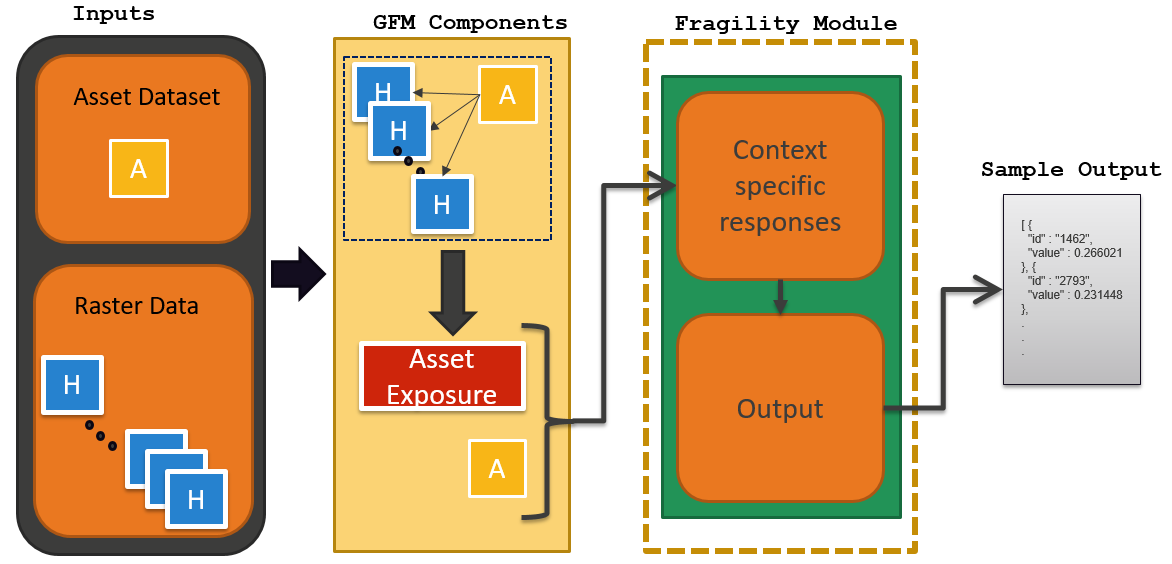 Inputs
Asset Dataset
A
Raster Data
H
H
GFM Components
H
A
H
H
Asset
Exposure
A
Fragility Module
Context
specific
responses
Output
Sample Output
[ {
"id" : "1462",
"value" : 0.266021
}, {
"id" : "2793",
"value" : 0.231448
},
.
.
.